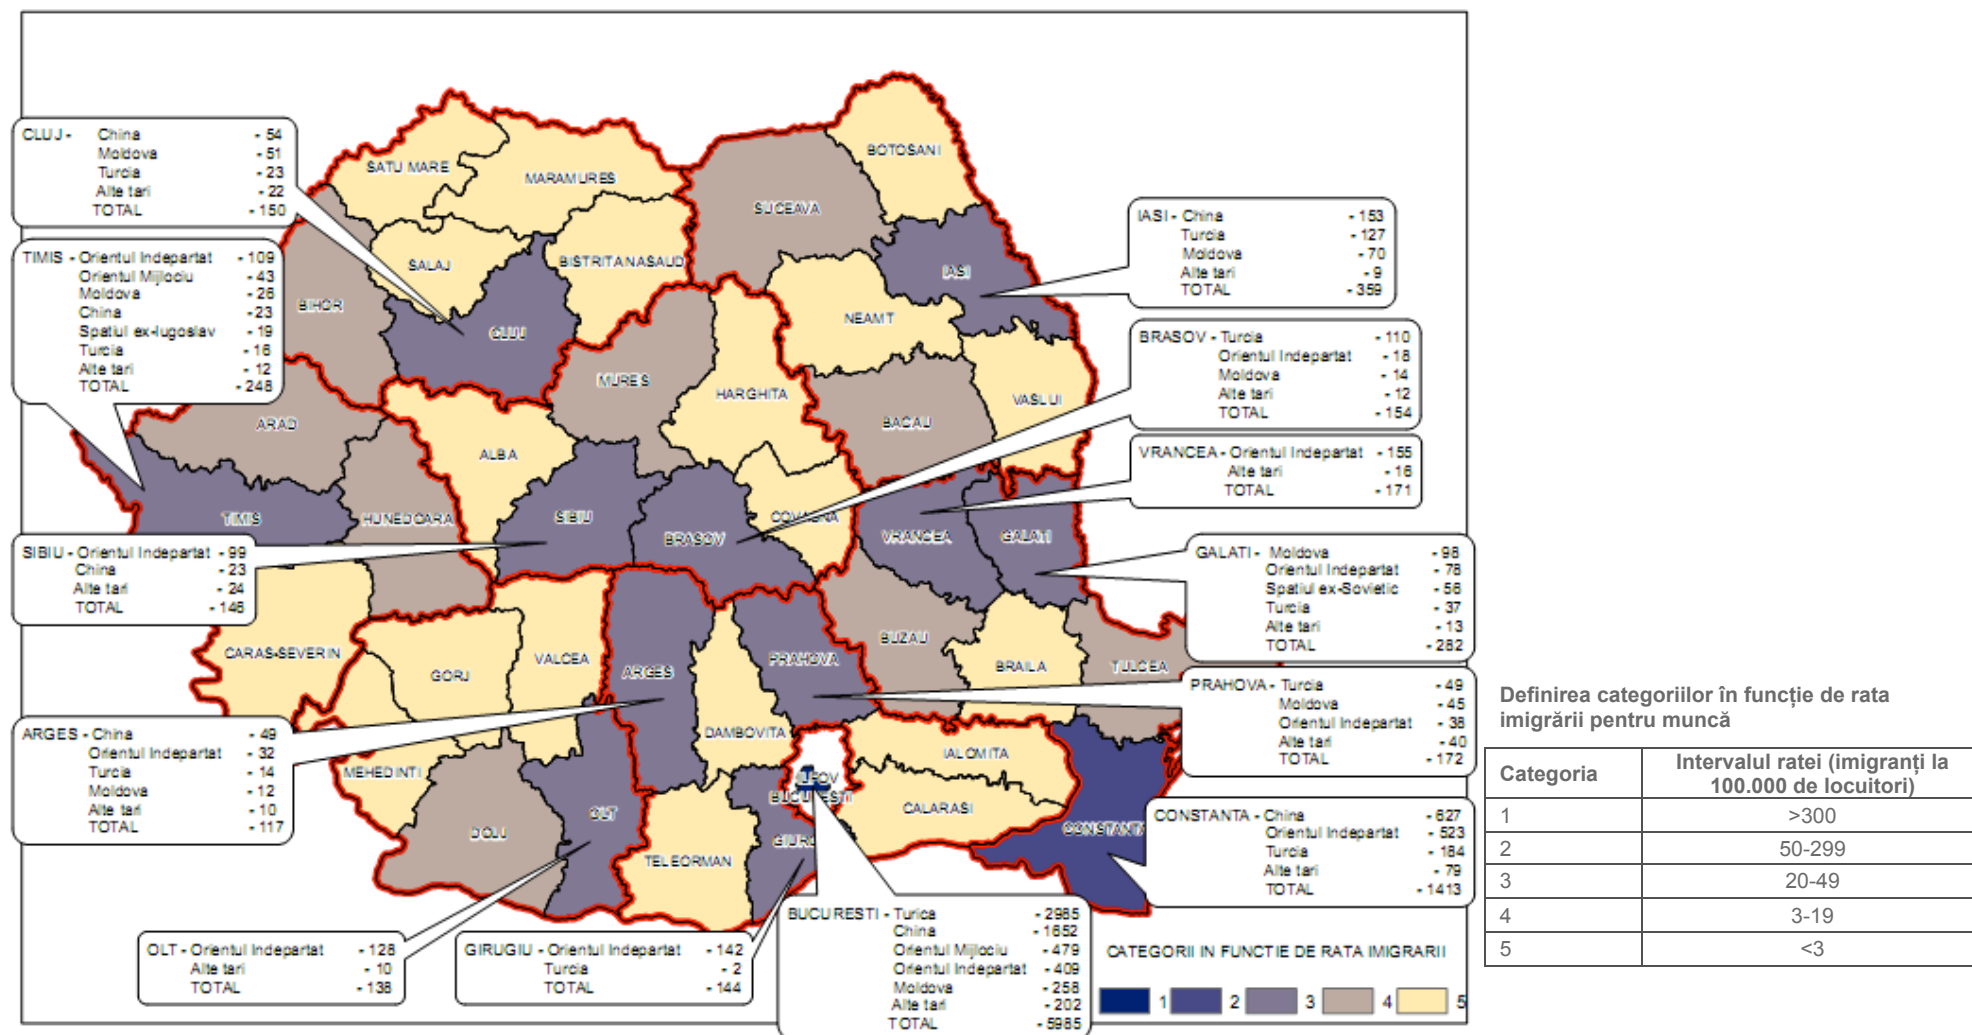 CLUJ - China - 54
Moldova - 51
Turcia - 23
Alte tari - 22
TOTAL - 150
TIMIS - Orientul Indepartat - 109
Orientul Mijlociu - 43
Moldova - 26
China - 23
Spatiul ex-Iugoslav - 19
Turcia - 16
Alte tari - 12
TOTAL - 248
SIBIU - Orientul Indepartat - 99
China - 23
Alte tari - 24
TOTAL - 146
ARGES - China - 49
Orientul Indepartat - 32
Turcia - 14
Moldova - 12
Alte tari - 10
TOTAL - 117
OLT - Orientul Indepartat - 128
Alte tari - 10
TOTAL - 138
GIRUGIU - Orientul Indepartat - 142
Turcia - 2
TOTAL - 144
BUCURESTI - Turica - 2985
China - 1652
Orientul Mijlociu - 479
Orientul Indepartat - 409
Moldova - 258
Alte tari - 202
TOTAL - 5985
IASI - China - 153
Turcia - 127
Moldova - 70
Alte tari - 9
TOTAL - 359
BRASOV - Turcia - 110
Orientul Indepartat - 18
Moldova - 14
Alte tari - 12
TOTAL - 154
VRANCEA - Orientul Indepartat - 155
Alte tari - 16
TOTAL - 171
GALATI - Moldova - 98
Orientul Indepartat - 78
Spatiul ex-Sovietic - 56
Turcia - 37
Alte tari - 13
TOTAL - 282
PRAHOVA - Turcia - 49
Moldova - 45
Orientul Indepartat - 38
Alte tari - 40
TOTAL - 172
CONSTANTA - China - 627
Orientul Indepartat - 523
Turcia - 184
Alte tari - 79
TOTAL - 1413
SATU MARE
MARAMURES
BOTOSANI
SUCEAVA
SALAJ
BISTRITA NASAUD
IASI
BIHOR
CLUJ
NEAMT
MURES
HARGHITA
BACAU
VASLUI
ARAD
ALBA
TIMIS
HUNEDOARA
SIBIU
BRASOV
COVASNA
VRANCEA
GALATI
CARAS-SEVERIN
GORJ
VALCEA
ARGES
PRAHOVA
BUZAU
BRAILA
TULCEA
DAMBOVITA
MEHEDINTI
IALOMITA
ILFOV
BUCURESTI
CALARASI
DOLJ
OLT
TELEORMAN
CONSTANTA
CATEGORII IN FUNCTIE DE RATA IMIGRARII
1 2 3 4 5
Definirea categoriilor în funcție de rata
imigrării pentru muncă
Categoria Intervalul ratei (imigranți la
100.000 de locuitori)
1 >300
2 50-299
3 20-49
4 3-19
5 <3